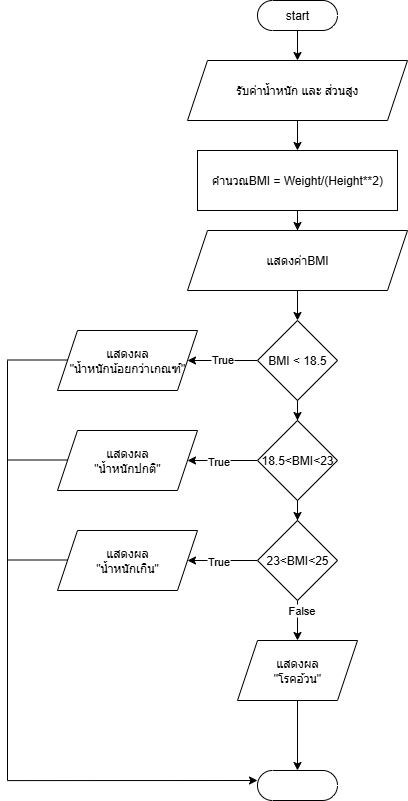 start
รับค่าน้ำหนัก และ ส่วนสูง
คำนวณBMI = Weight/(Height**2)
แสดงค่าBMI
BMI < 18.5
True
แสดงผล
"น้ำหนักน้อยกว่าเกณฑ์"
18.5<BMI<23
True
แสดงผล
"น้ำหนักปกติ"
23<BMI<25
True
แสดงผล
"น้ำหนักเกิน"
False
แสดงผล
"โรคอ้วน"